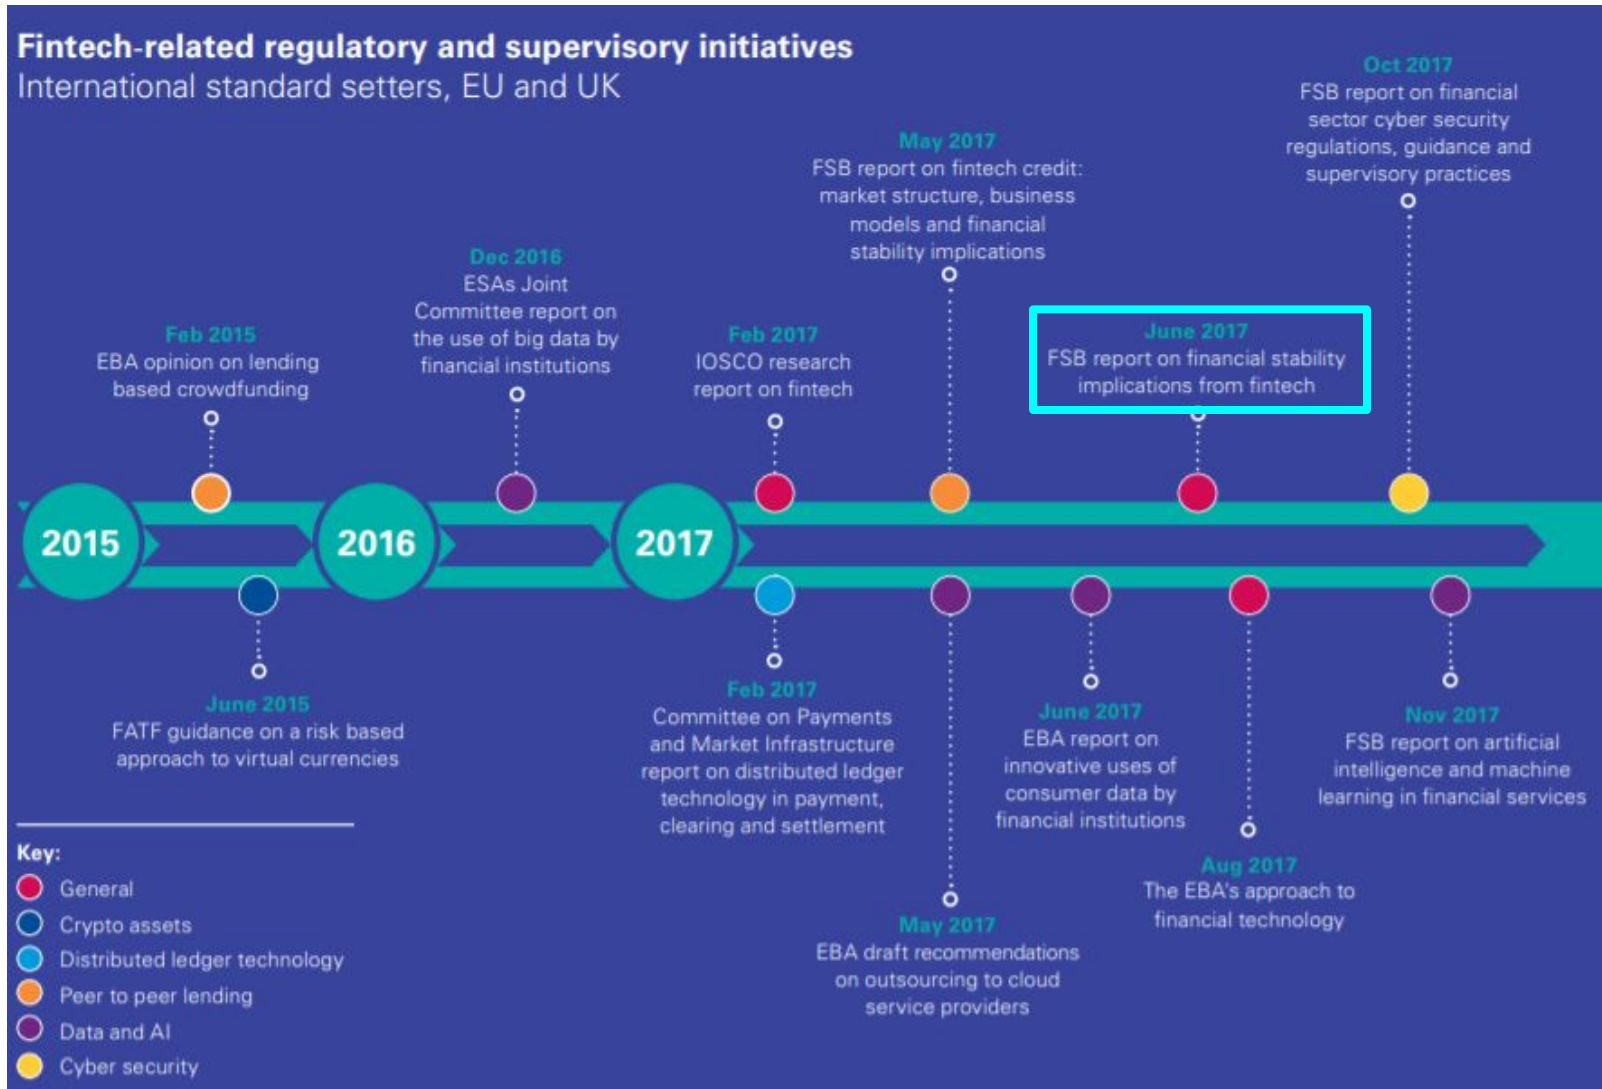 Fintech-related regulatory and supervisory initiatives
International standard setters, EU and UK
Feb 2015
EBA opinion on lending
based crowdfunding
Dec 2016
ESAs Joint
Committee report on
the use of big data by
financial institutions
Feb 2017
IOSCO research
report on fintech
May 2017
FSB report on fintech credit:
market structure, business
models and financial
stability implications
June 2017
FSB report on financial stability
implications from fintech
Oct 2017
FSB report on financial
sector cyber security
regulations, guidance and
supervisory practices
2015
2016
2017
June 2015
FATF guidance on a risk based
approach to virtual currencies
Feb 2017
Committee on Payments
and Market Infrastructure
report on distributed ledger
technology in payment,
clearing and settlement
May 2017
EBA draft recommendations
on outsourcing to cloud
service providers
June 2017
EBA report on
innovative uses of
consumer data by
financial institutions
Aug 2017
The EBA's approach to
financial technology
Nov 2017
FSB report on artificial
intelligence and machine
learning in financial services
Key:
General
Crypto assets
Distributed ledger technology
Peer to peer lending
Data and AI
Cyber security